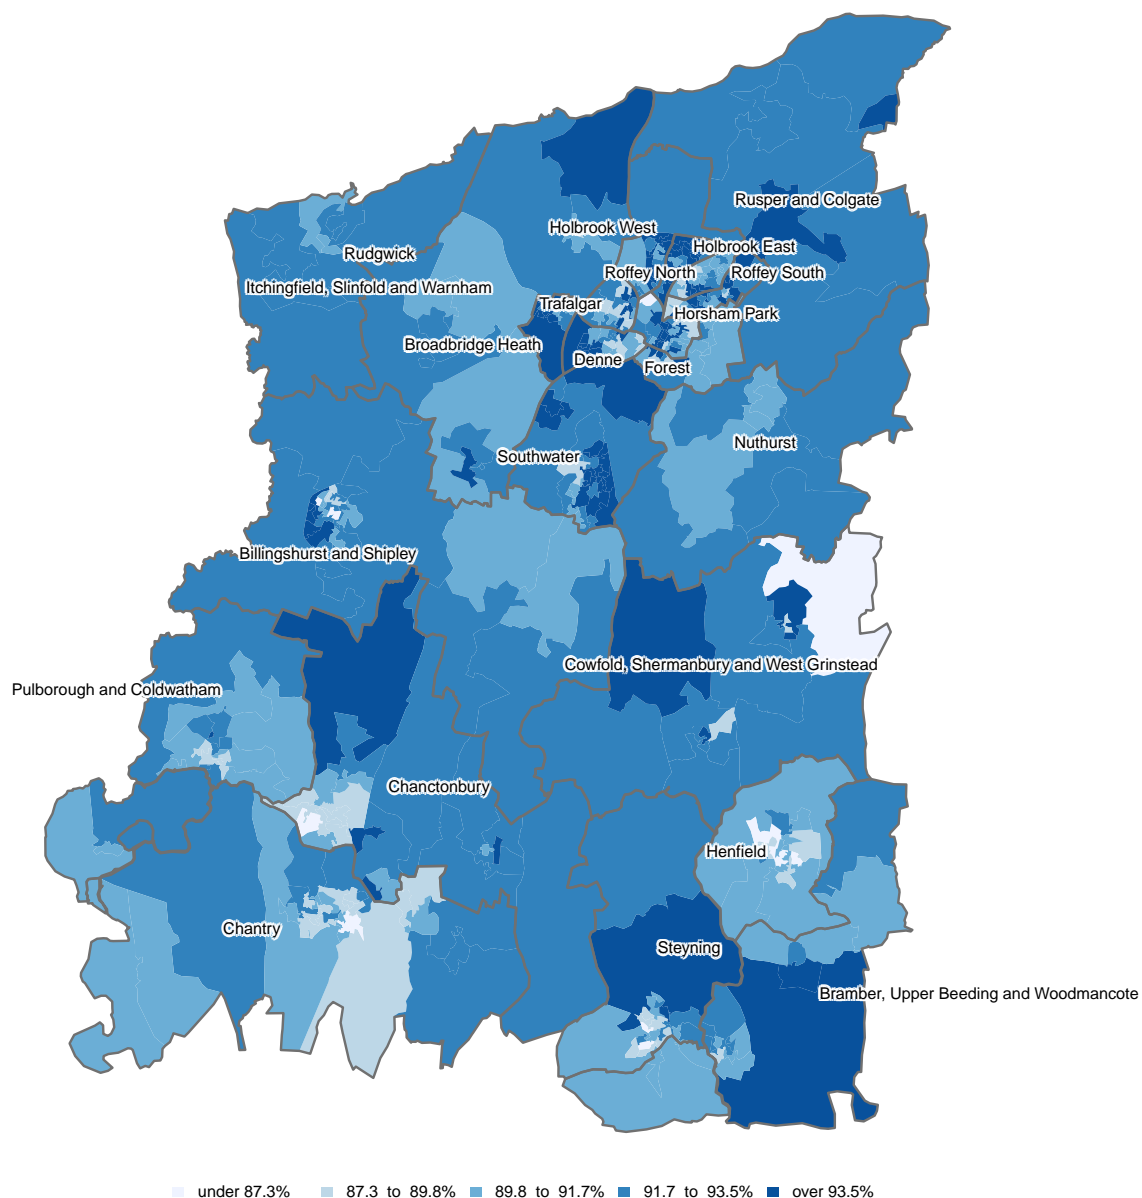 Rusper and Colgate
Holbrook West
Holbrook East
Rudgwick
Roffey North
Roffey South
Itchingfield, Slinfold and Warnham
Trafalgar
Horsham Park
Broadbridge Heath
Denne
Forest
Nuthurst
Southwater
Billingshurst and Shipley
Cowfold, Shermanbury and West Grinstead
Pulborough and Coldwatham
Chanctonbury
Henfield
Chantry
Steyning
Bramber, Upper Beeding and Woodmancote
under 87.3% 87.3 to 89.8% 89.8 to 91.7% 91.7 to 93.5% over 93.5%